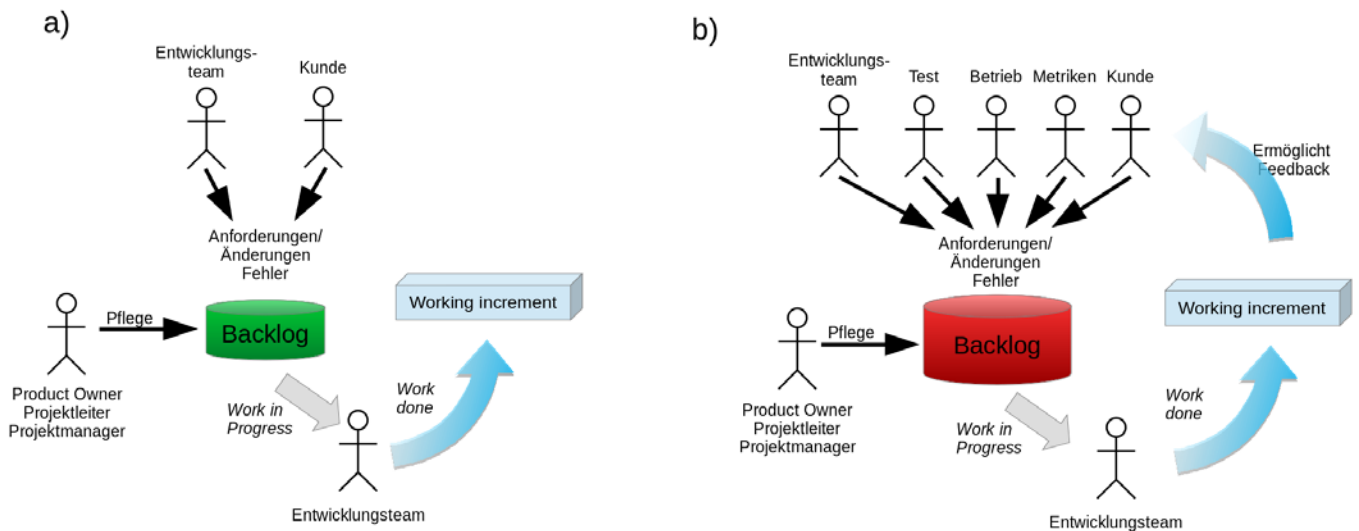 a)
Entwicklungs-
team
Kunde
Anforderungen/
Änderungen
Fehler
Working increment
Pflege
Backlog
Product Owner
Projektleiter
Projektmanager
Work in
Progress
Work
done
Entwicklungsteam
b)
Entwicklungs-
team
Test
Betrieb
Metriken
Kunde
Ermöglicht
Feedback
Anforderungen/
Änderungen
Fehler
Working increment
Pflege
Backlog
Product Owner
Projektleiter
Projektmanager
Work in
Progress
Work
done
Entwicklungsteam